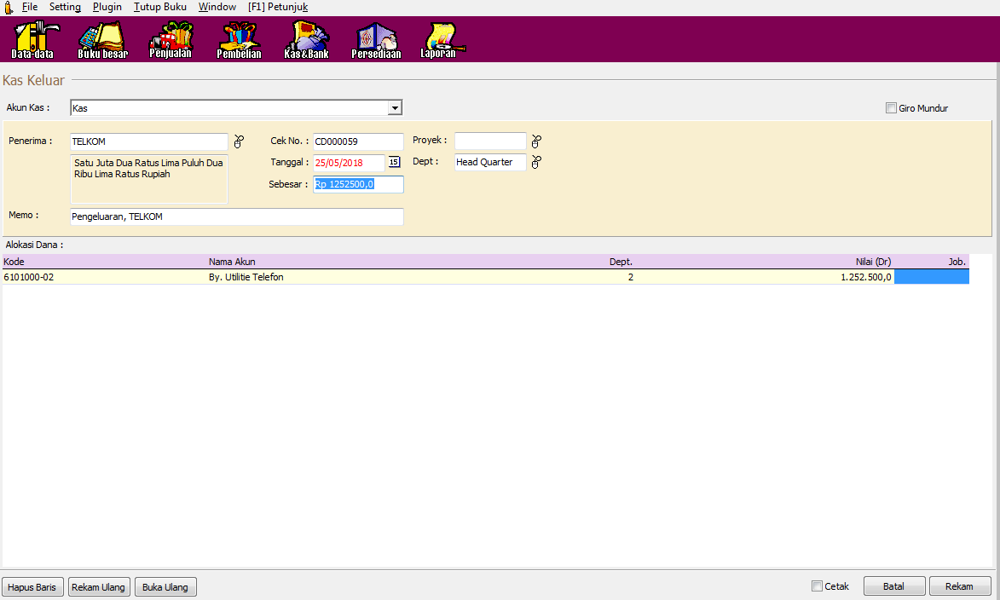 File Setting Plugin Tutup Buku Window [F1] Petunjuk
Data-data Buku besar Penjualan Pembelian Kas&Bank Persediaan Laporan
Kas Keluar
Akun Kas : Kas Giro Mundur
Penerima : TELKOM Cek No. : CD000059 Proyek :
Satu Juta Dua Ratus Lima Puluh Dua
Ribu Lima Ratus Rupiah
Tanggal : 25/05/2018 15 Dept : Head Quarter
Sebesar : Rp 1252500,0
Memo : Pengeluaran, TELKOM
Alokasi Dana :
Kode Nama Akun Dept. Nilai (Dr) Job.
6101000-02 By. Utilitie Telefon 2 1.252.500,0
Hapus Baris Rekam Ulang Buka Ulang Cetak Batal Rekam